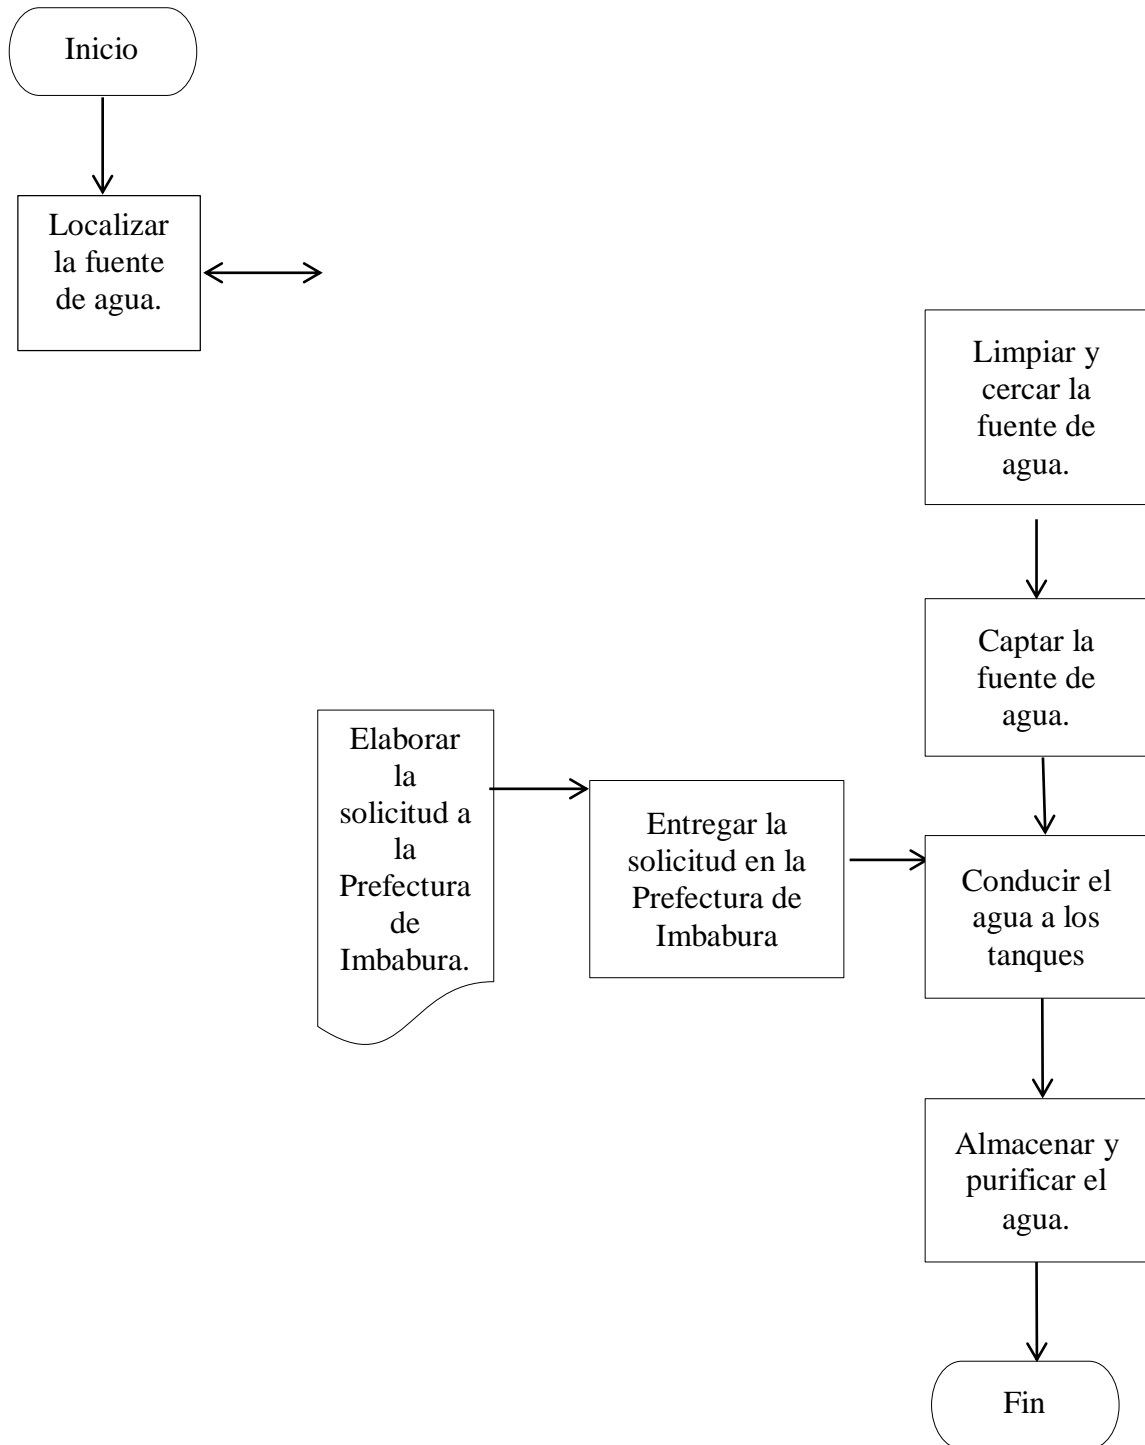 Inicio
Localizar
la fuente
de agua.
Limpiar y
cercar la
fuente de
agua.
Captar la
fuente de
agua.
Elaborar
la
solicitud a
la
Prefectura
de
Imbabura.
Entregar la
solicitud en la
Prefectura de
Imbabura
Conducir el
agua a los
tanques
Almacenar y
purificar el
agua.
Fin